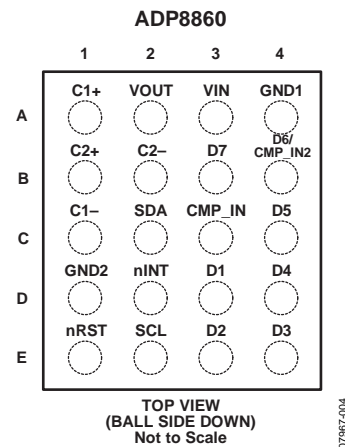 ADP8860
1 2 3 4
A
C1+ VOUT VIN GND1
B
C2+ C2– D7 D6/
CMP_IN2
C
C1– SDA CMP_IN D5
D
GND2 nINT D1 D4
E
nRST SCL D2 D3
TOP VIEW
(BALL SIDE DOWN)
Not to Scale
07967-004